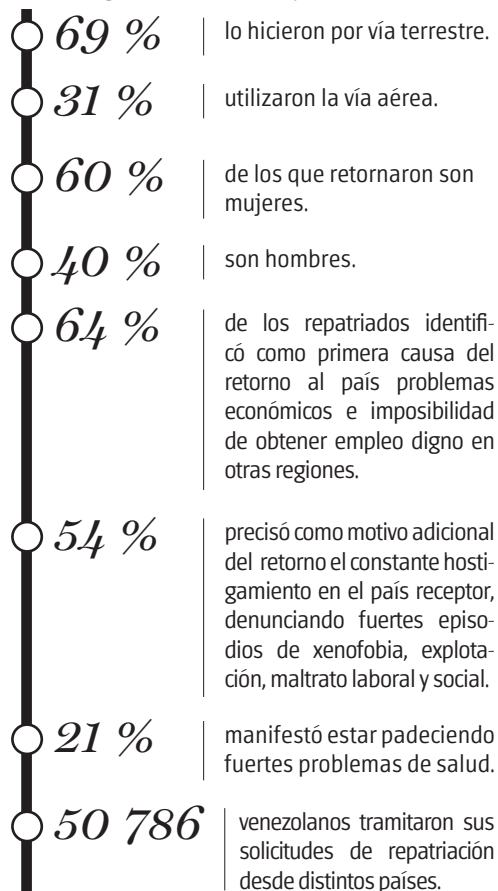 69 %
lo hicieron por vía terrestre.
31 %
utilizaron la vía aérea.
60 %
de los que retornaron son
mujeres.
40 %
son hombres.
64 %
de los repatriados identifi-
có como primera causa del
retorno al país problemas
económicos e imposibilidad
de obtener empleo digno en
otras regiones.
54 %
precisó como motivo adicional
del retorno el constante hosti-
gamiento en el país receptor,
denunciando fuertes episo-
dios de xenofobia, explota-
ción, maltrato laboral y social.
21 %
manifestó estar padeciendo
fuertes problemas de salud.
50 786
venezolanos tramitaron sus
solicitudes de repatriación
desde distintos países.